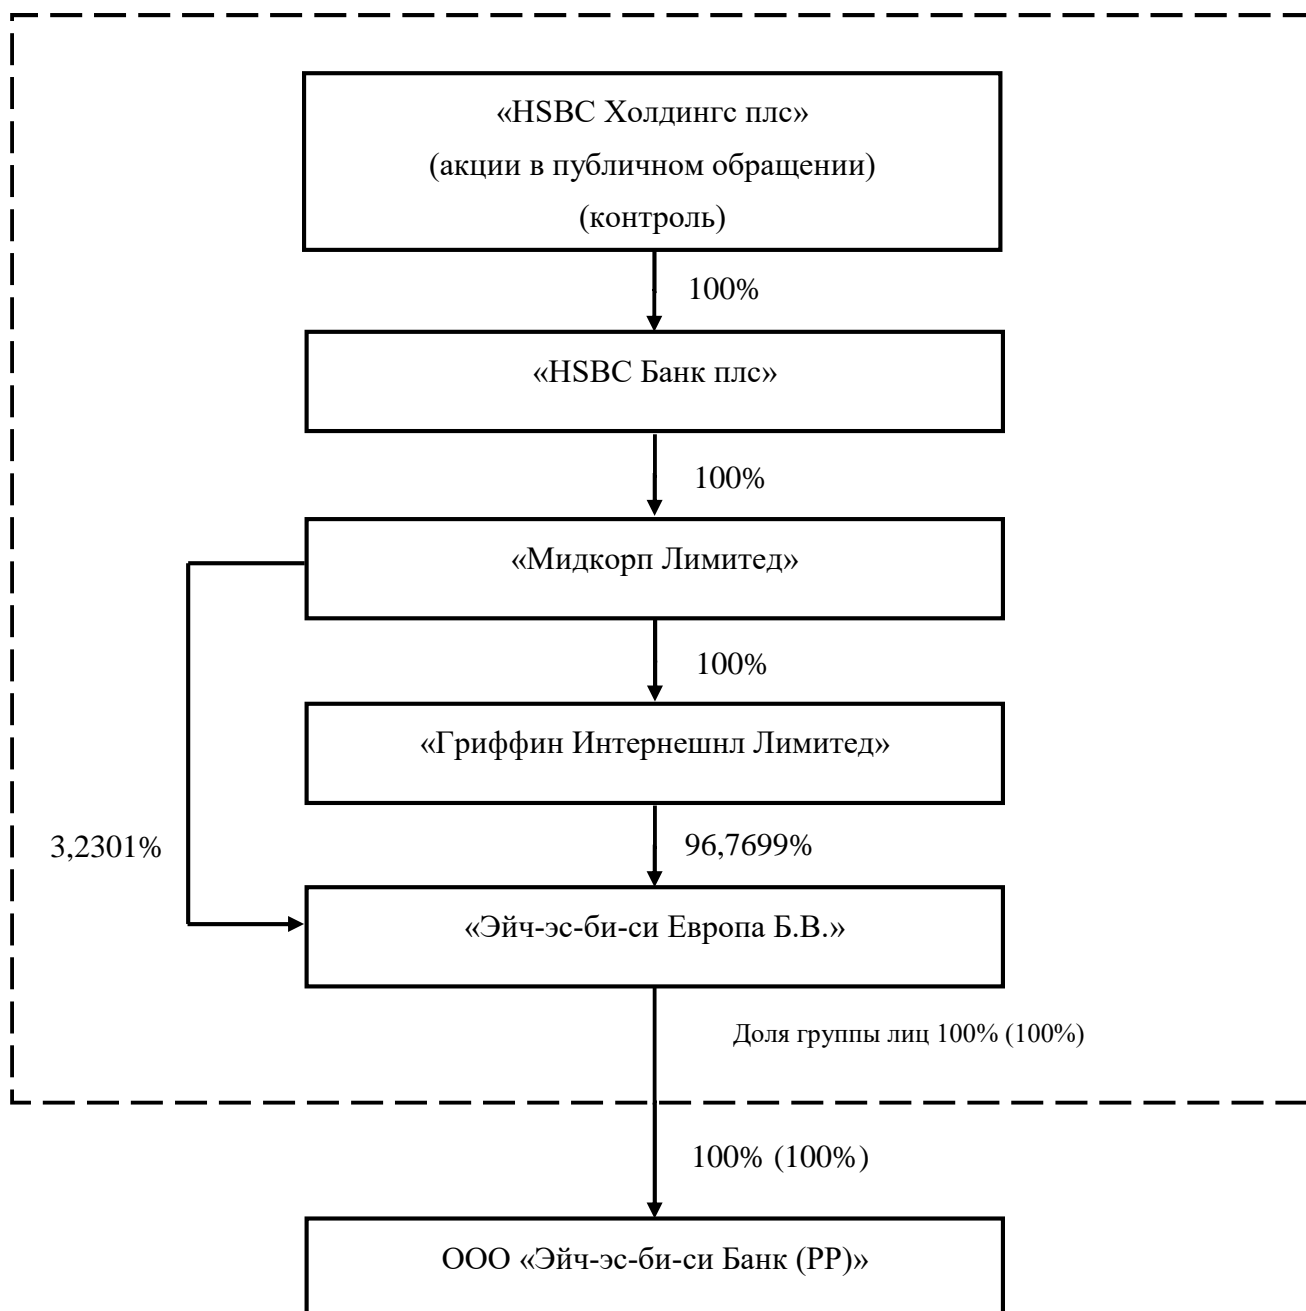 «HSBC Холдингс плс»
(акции в публичном обращении)
(контроль)
100%
«HSBC Банк плс»
100%
«Мидкорп Лимитед»
100%
«Гриффин Интернешнл Лимитед»
3,2301%
96,7699%
«Эйч-эс-би-си Европа Б.В.»
Доля группы лиц 100% (100%)
100% (100%)
ООО «Эйч-эс-би-си Банк (РР)»